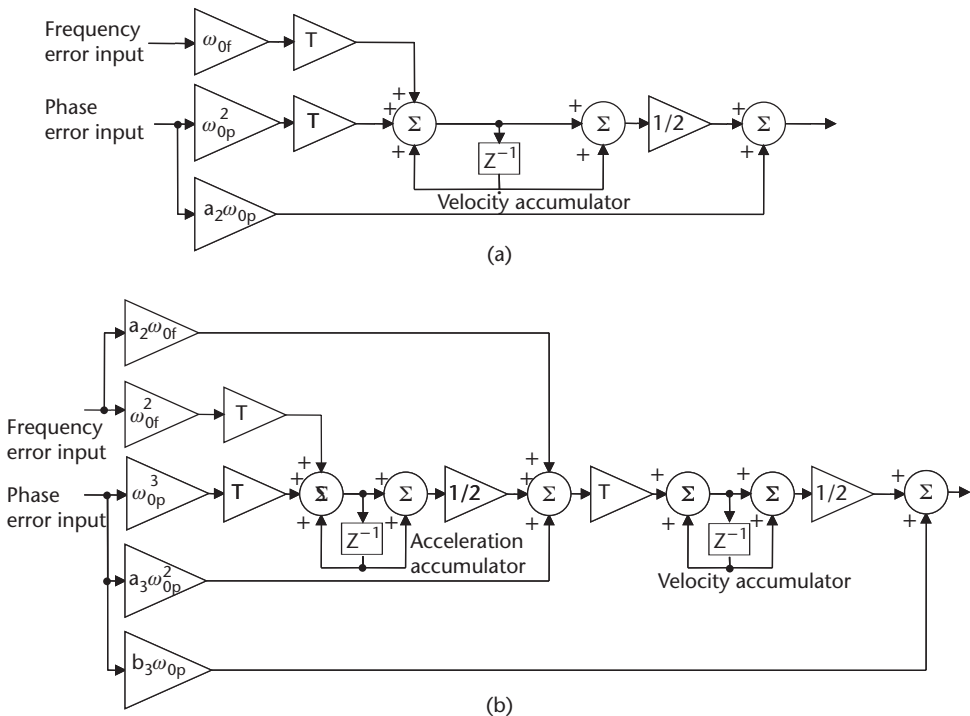 Frequency
error input
ω0f
T
Phase
error input
ω0p²
T
Σ
Z⁻¹
Σ
1/2
Σ
+
+
+
+
+
+
+
Velocity accumulator
a2ω0p
(a)
a2ω0f
ω0f²
T
Frequency
error input
Phase
error input
ω0p³
T
Σ
Z⁻¹
Σ
1/2
Σ
T
Σ
Z⁻¹
Σ
1/2
Σ
+
+
+
+
+
+
+
+
+
+
+
+
+
+
Acceleration
accumulator
Velocity accumulator
a3ω0p²
b3ω0p
(b)